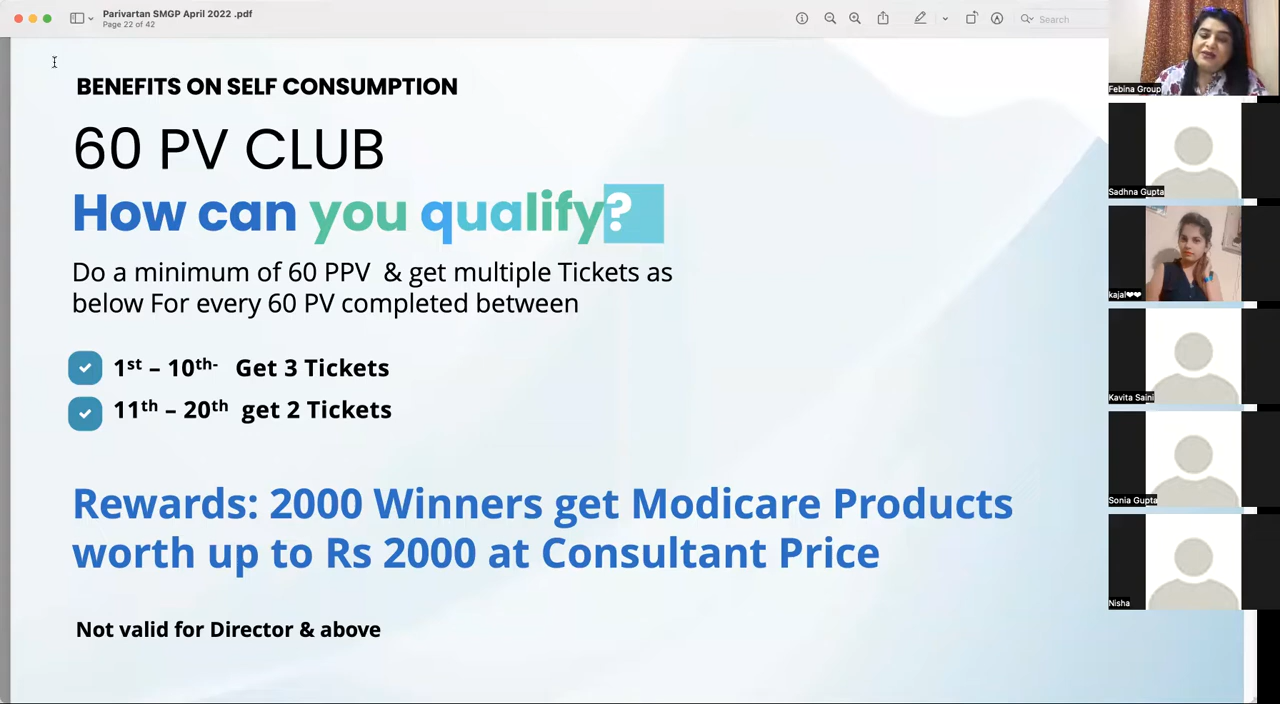 Parivartan SMGP April 2022 .pdf
Page 22 of 42
Search
BENEFITS ON SELF CONSUMPTION
60 PV CLUB
How can you qualify?
Do a minimum of 60 PPV & get multiple Tickets as
below For every 60 PV completed between
1st – 10th- Get 3 Tickets
11th – 20th get 2 Tickets
Rewards: 2000 Winners get Modicare Products
worth up to Rs 2000 at Consultant Price
Not valid for Director & above
Febina Group
Sadhna Gupta
kajal❤❤
Kavita Saini
Sonia Gupta
Nisha